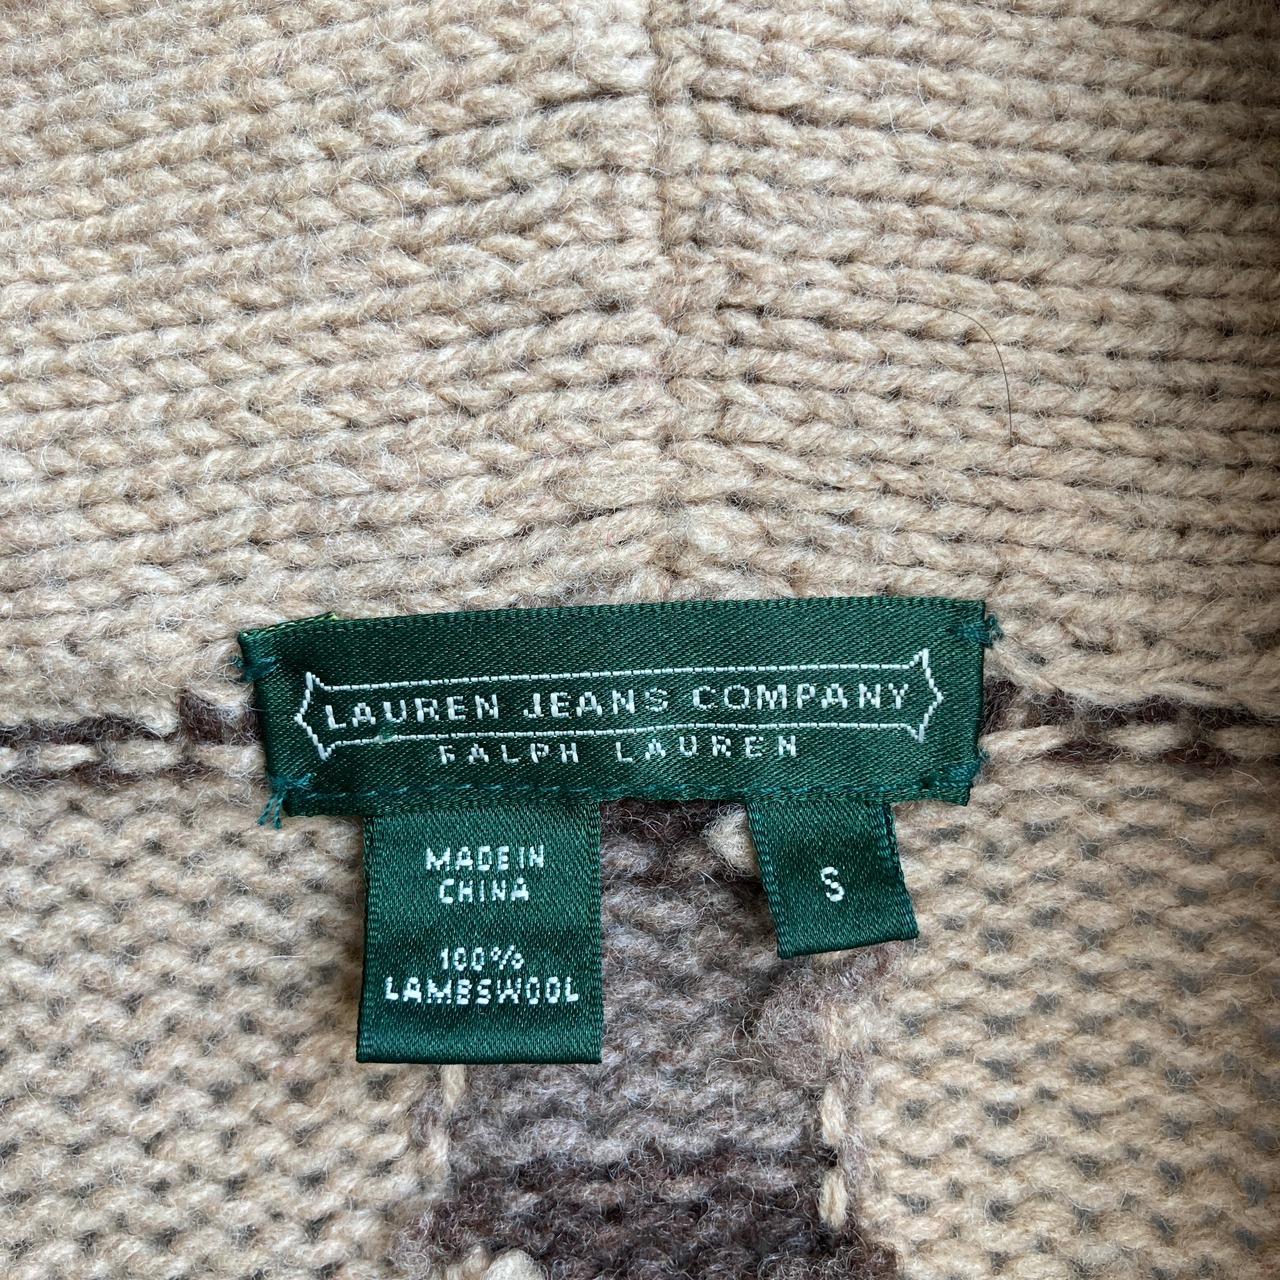 LAUREN JEANS COMPANY
RALPH LAUREN
MADE IN
CHINA
100%
LAMBSWOOL
S